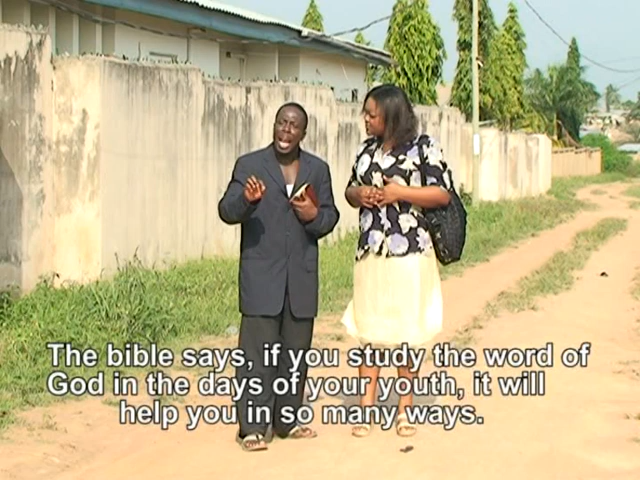 The bible says, if you study the word of
God in the days of your youth, it will
help you in so many ways.